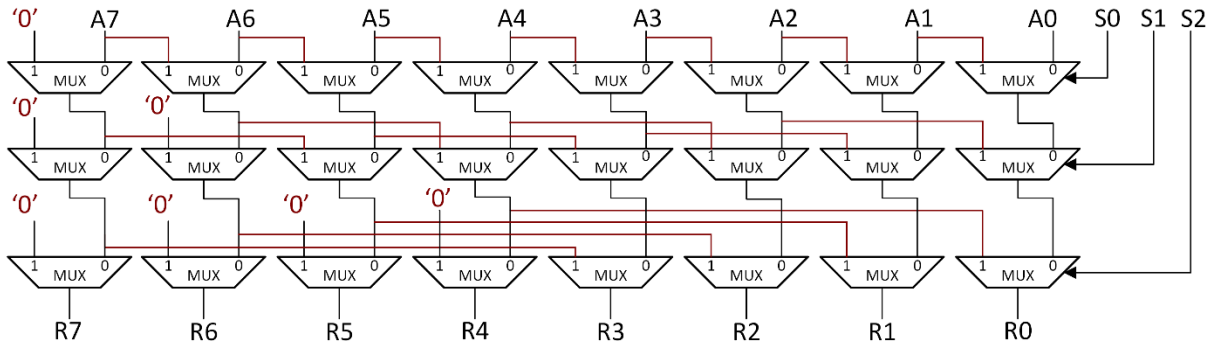 ‘0’ A7 A6 A5 A4 A3 A2 A1 A0 S0 S1 S2
1 MUX 0 1 MUX 0 1 MUX 0 1 MUX 0 1 MUX 0 1 MUX 0 1 MUX 0 1 MUX 0
‘0’ ‘0’
1 MUX 0 1 MUX 0 1 MUX 0 1 MUX 0 1 MUX 0 1 MUX 0 1 MUX 0 1 MUX 0
‘0’ ‘0’ ‘0’ ‘0’
1 MUX 0 1 MUX 0 1 MUX 0 1 MUX 0 1 MUX 0 1 MUX 0 1 MUX 0 1 MUX 0
R7 R6 R5 R4 R3 R2 R1 R0